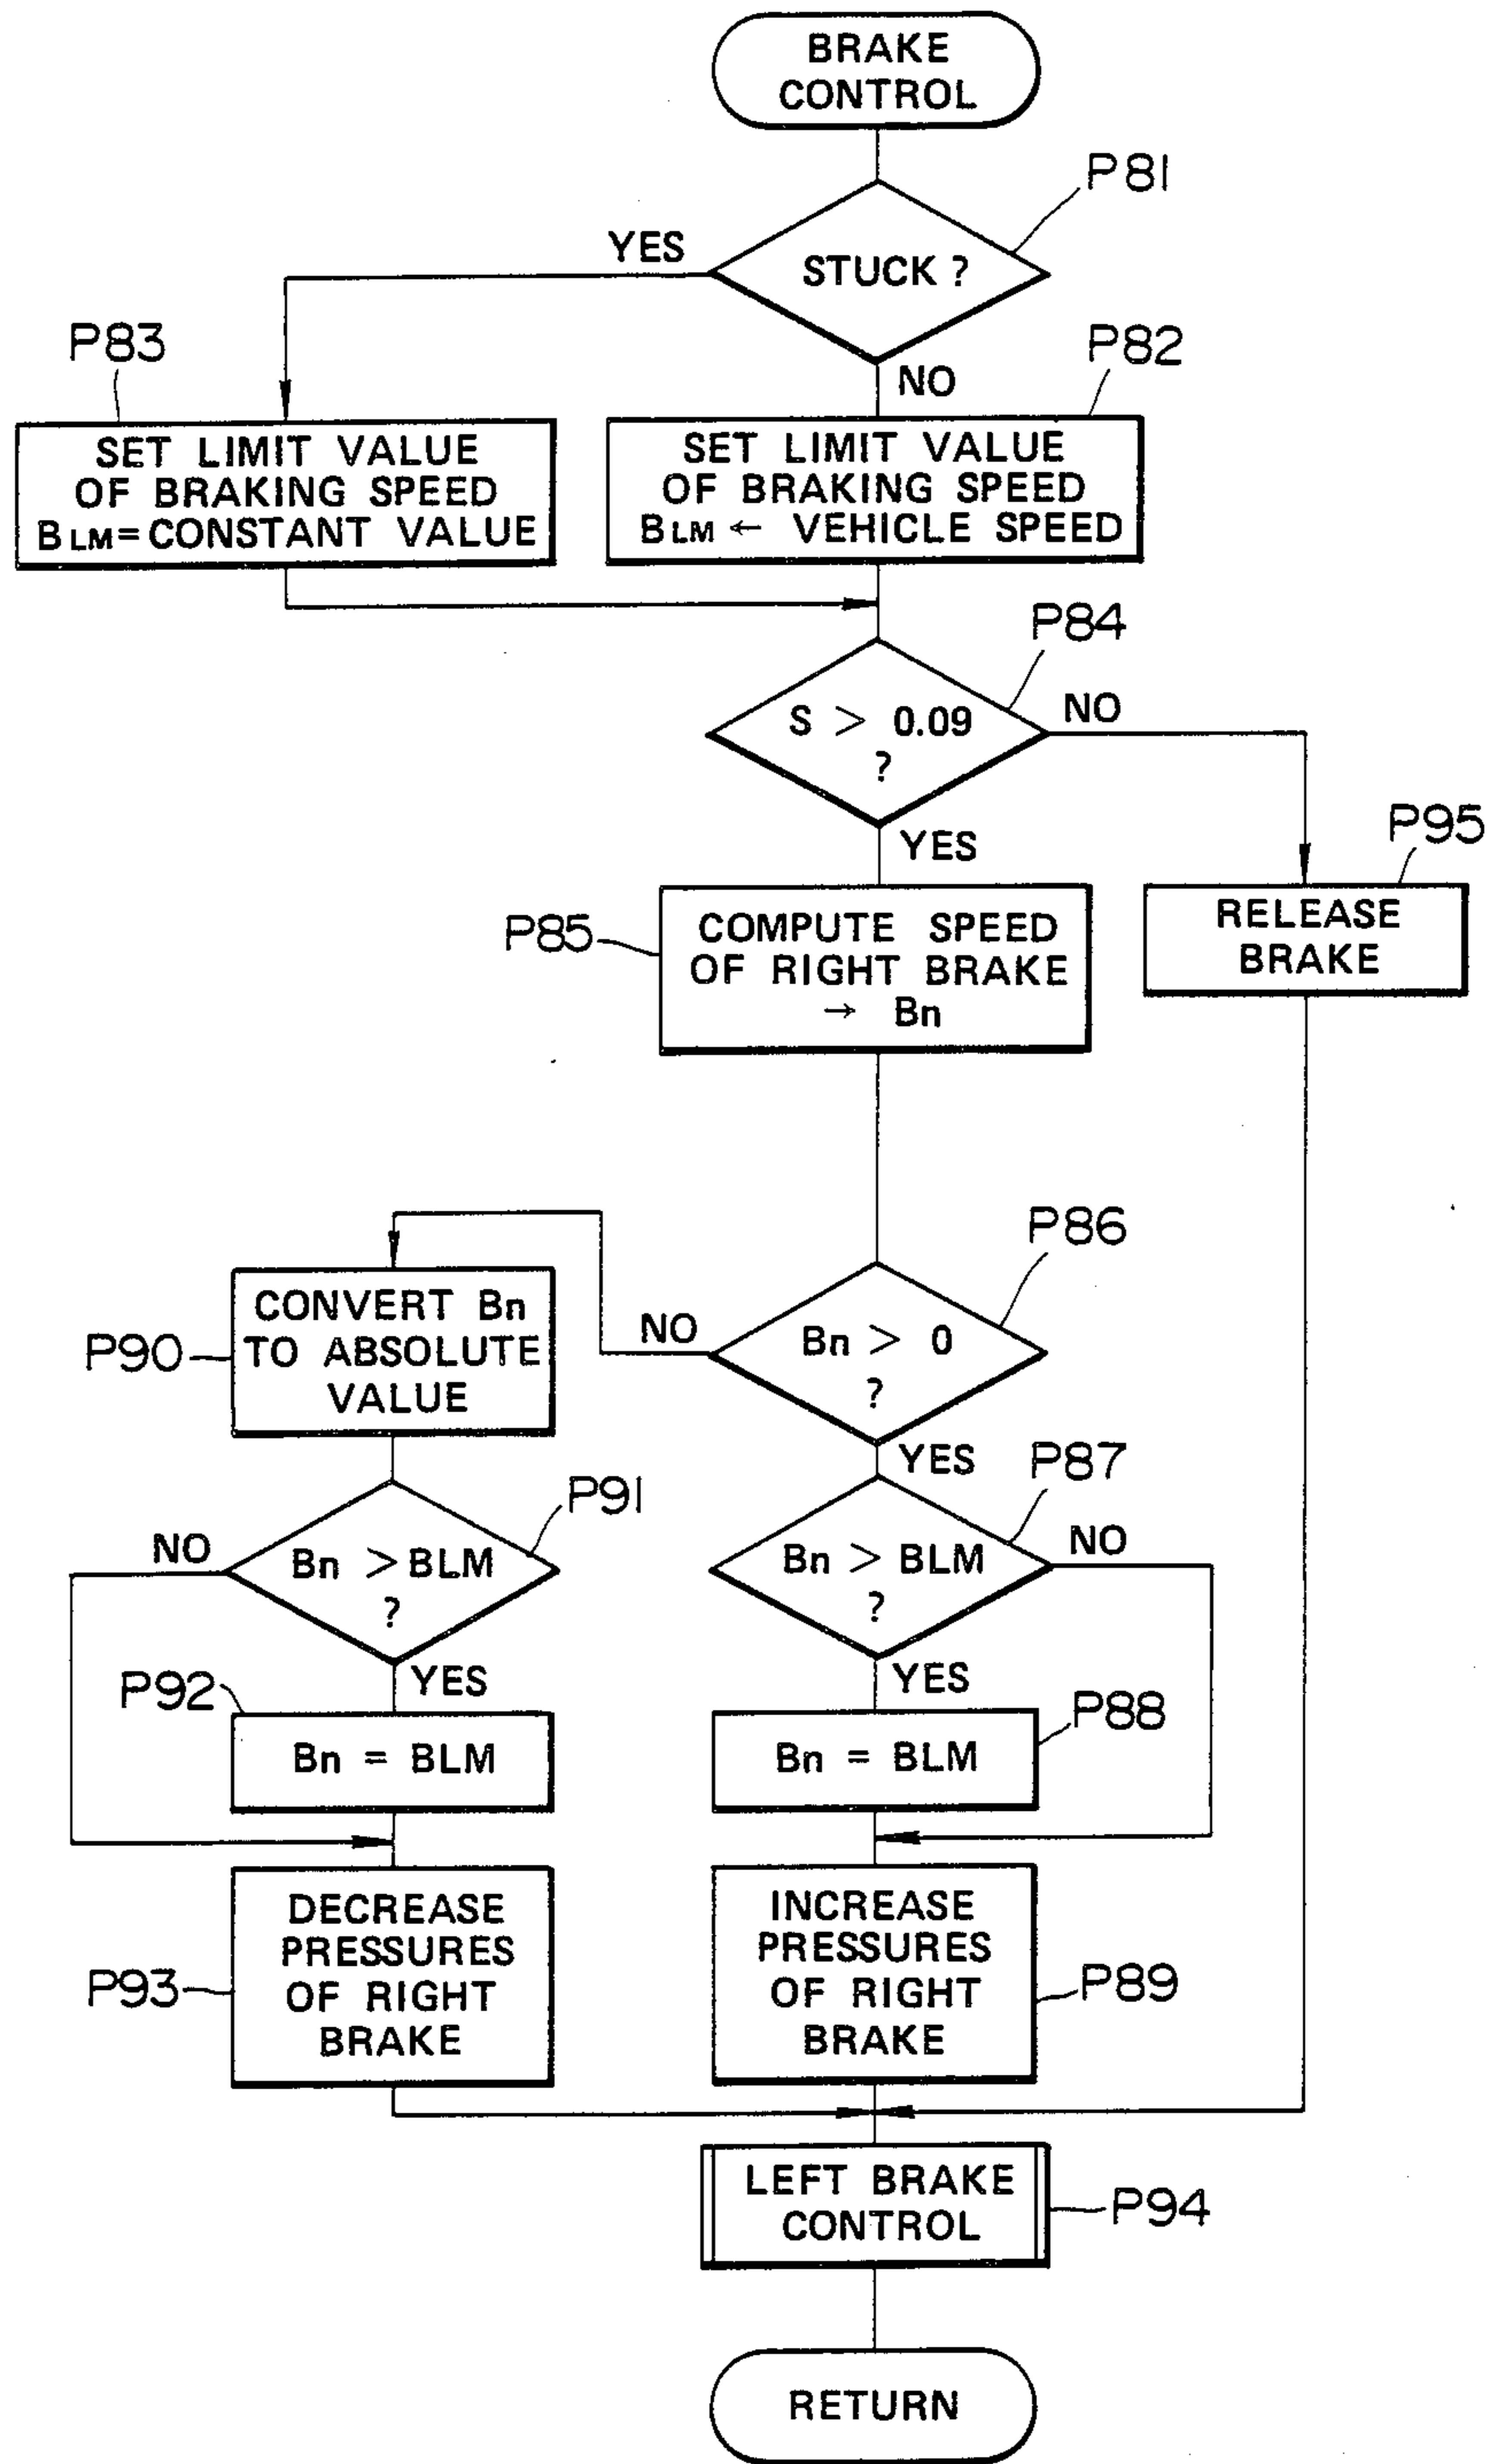 BRAKE
CONTROL
P81
YES
STUCK ?
P83
P82
NO
SET LIMIT VALUE
OF BRAKING SPEED
BLM=CONSTANT VALUE
SET LIMIT VALUE
OF BRAKING SPEED
BLM ← VEHICLE SPEED
P84
S > 0.09
?
NO
YES
P95
P85
COMPUTE SPEED
OF RIGHT BRAKE
→ Bn
RELEASE
BRAKE
P86
P90
CONVERT Bn
TO ABSOLUTE
VALUE
NO
Bn > 0
?
YES
P87
P91
NO
Bn > BLM
?
Bn > BLM
?
NO
YES
YES
P92
Bn = BLM
Bn = BLM
P88
DECREASE
PRESSURES
OF RIGHT
BRAKE
P93
INCREASE
PRESSURES
OF RIGHT
BRAKE
P89
LEFT BRAKE
CONTROL
P94
RETURN